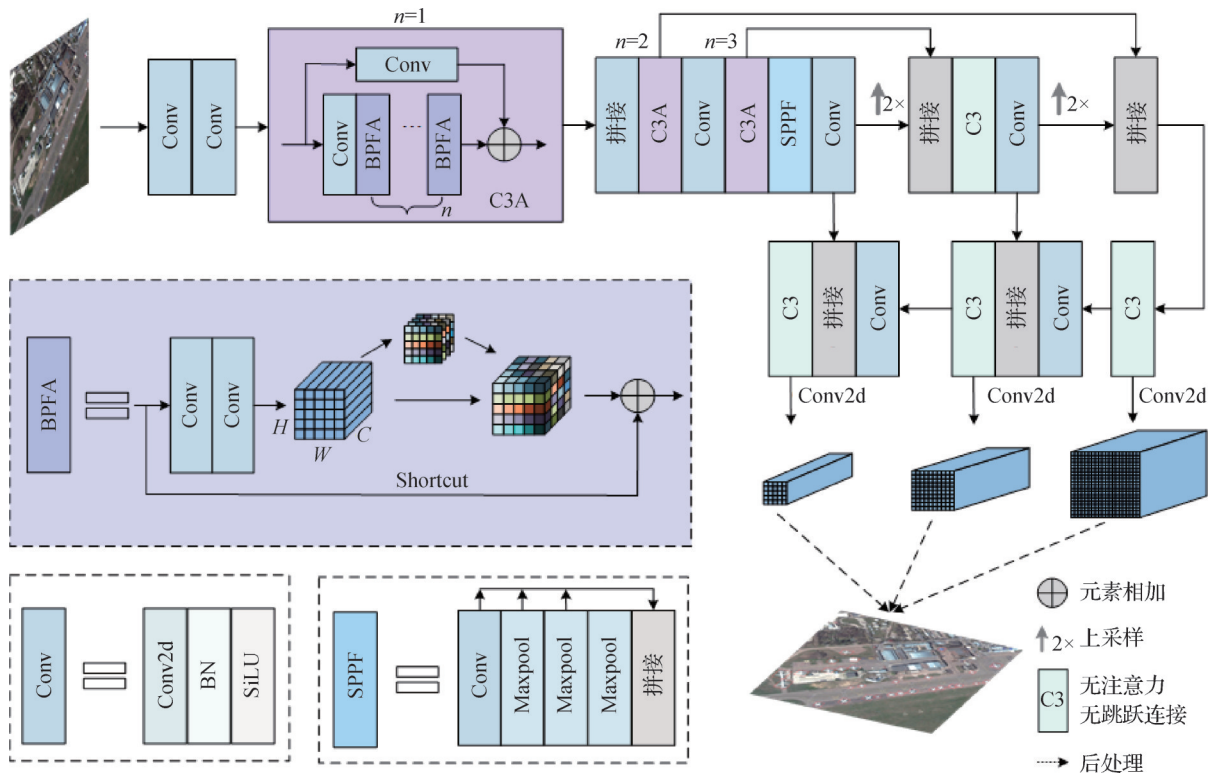 n=1
Conv
Conv
Conv
Conv
BPFA
...
BPFA
n
C3A
n=2
n=3
拼接
C3A
Conv
C3A
SPPF
Conv
2×
拼接
C3
Conv
2×
拼接
C3
拼接
Conv
C3
拼接
Conv
C3
Conv2d
Conv2d
Conv2d
BPFA
Conv
Conv
H
W
C
Shortcut
Conv
Conv2d
BN
SiLU
SPPF
Conv
Maxpool
Maxpool
Maxpool
拼接
元素相加
2× 上采样
C3
无注意力
无跳跃连接
后处理